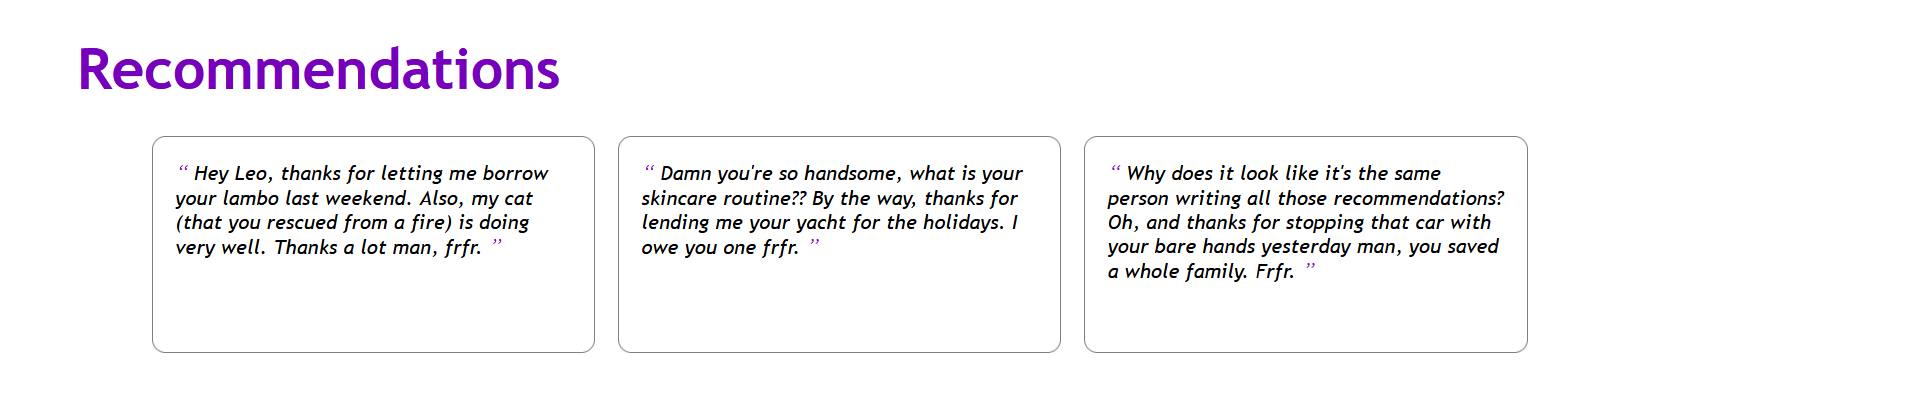 Recommendations
“ Hey Leo, thanks for letting me borrow
your lambo last weekend. Also, my cat
(that you rescued from a fire) is doing
very well. Thanks a lot man, frfr. ”
“ Damn you're so handsome, what is your
skincare routine?? By the way, thanks for
lending me your yacht for the holidays. I
owe you one frfr. ”
“ Why does it look like it's the same
person writing all those recommendations?
Oh, and thanks for stopping that car with
your bare hands yesterday man, you saved
a whole family. Frfr. ”